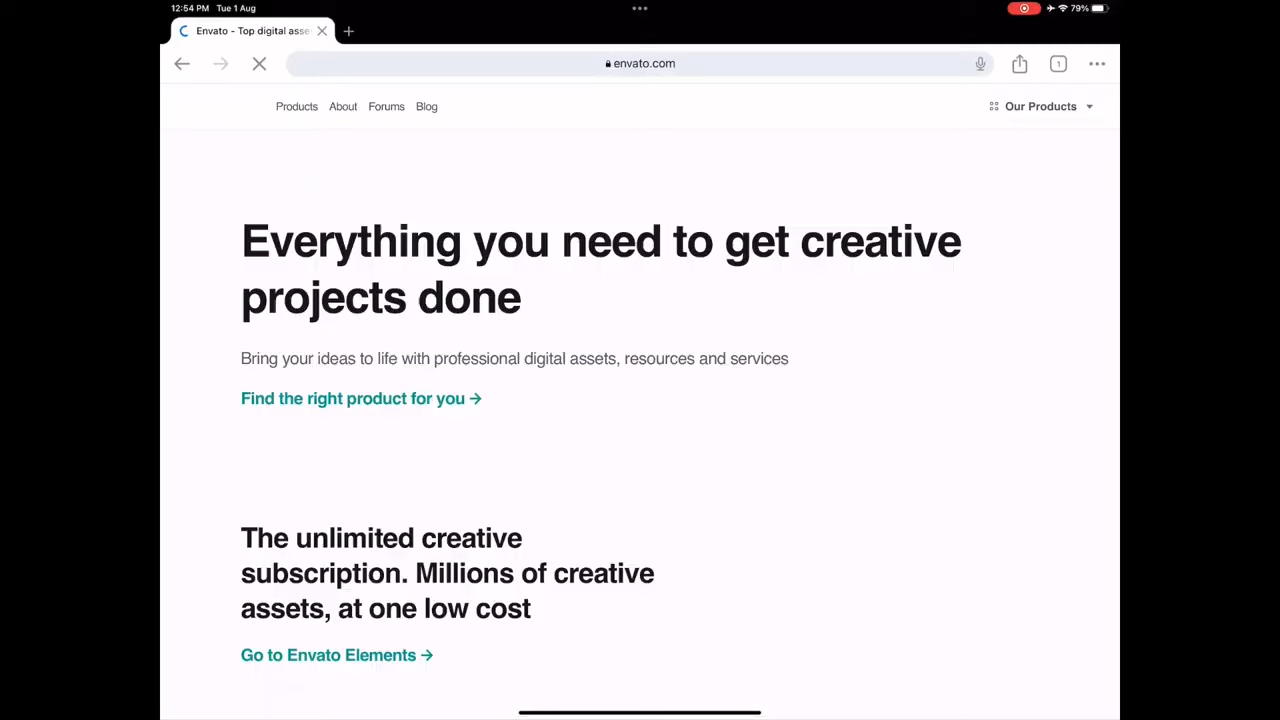 12:54 PM Tue 1 Aug
79%
Envato - Top digital asse
envato.com
1
Products About Forums Blog
Our Products
Everything you need to get creative
projects done
Bring your ideas to life with professional digital assets, resources and services
Find the right product for you →
The unlimited creative
subscription. Millions of creative
assets, at one low cost
Go to Envato Elements →